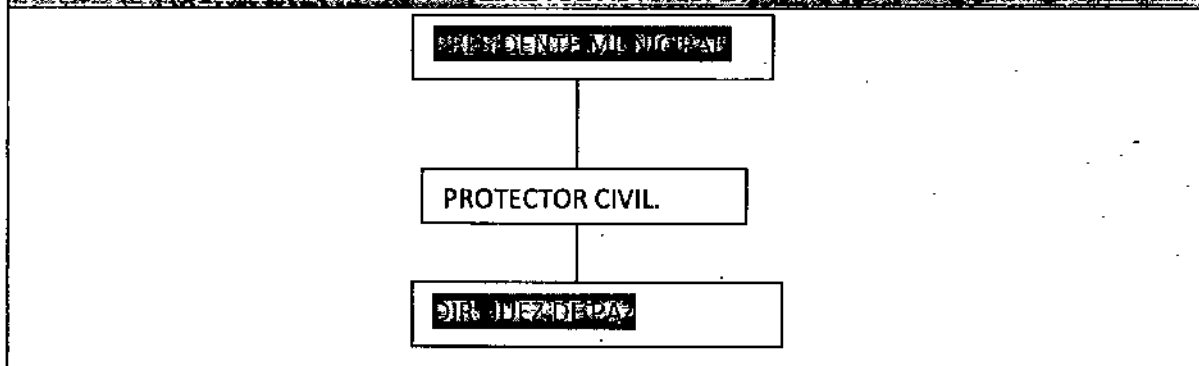 PRESIDENTE MUNICIPAL
PROTECTOR CIVIL.
DIR. JUEZ DE PAZ